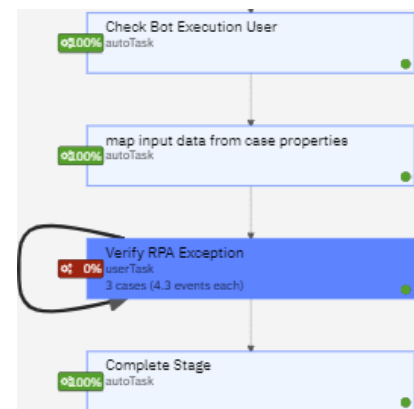 Check Bot Execution User
100% autoTask
map input data from case properties
100% autoTask
Verify RPA Exception
0% userTask
3 cases (4.3 events each)
Complete Stage
100% autoTask